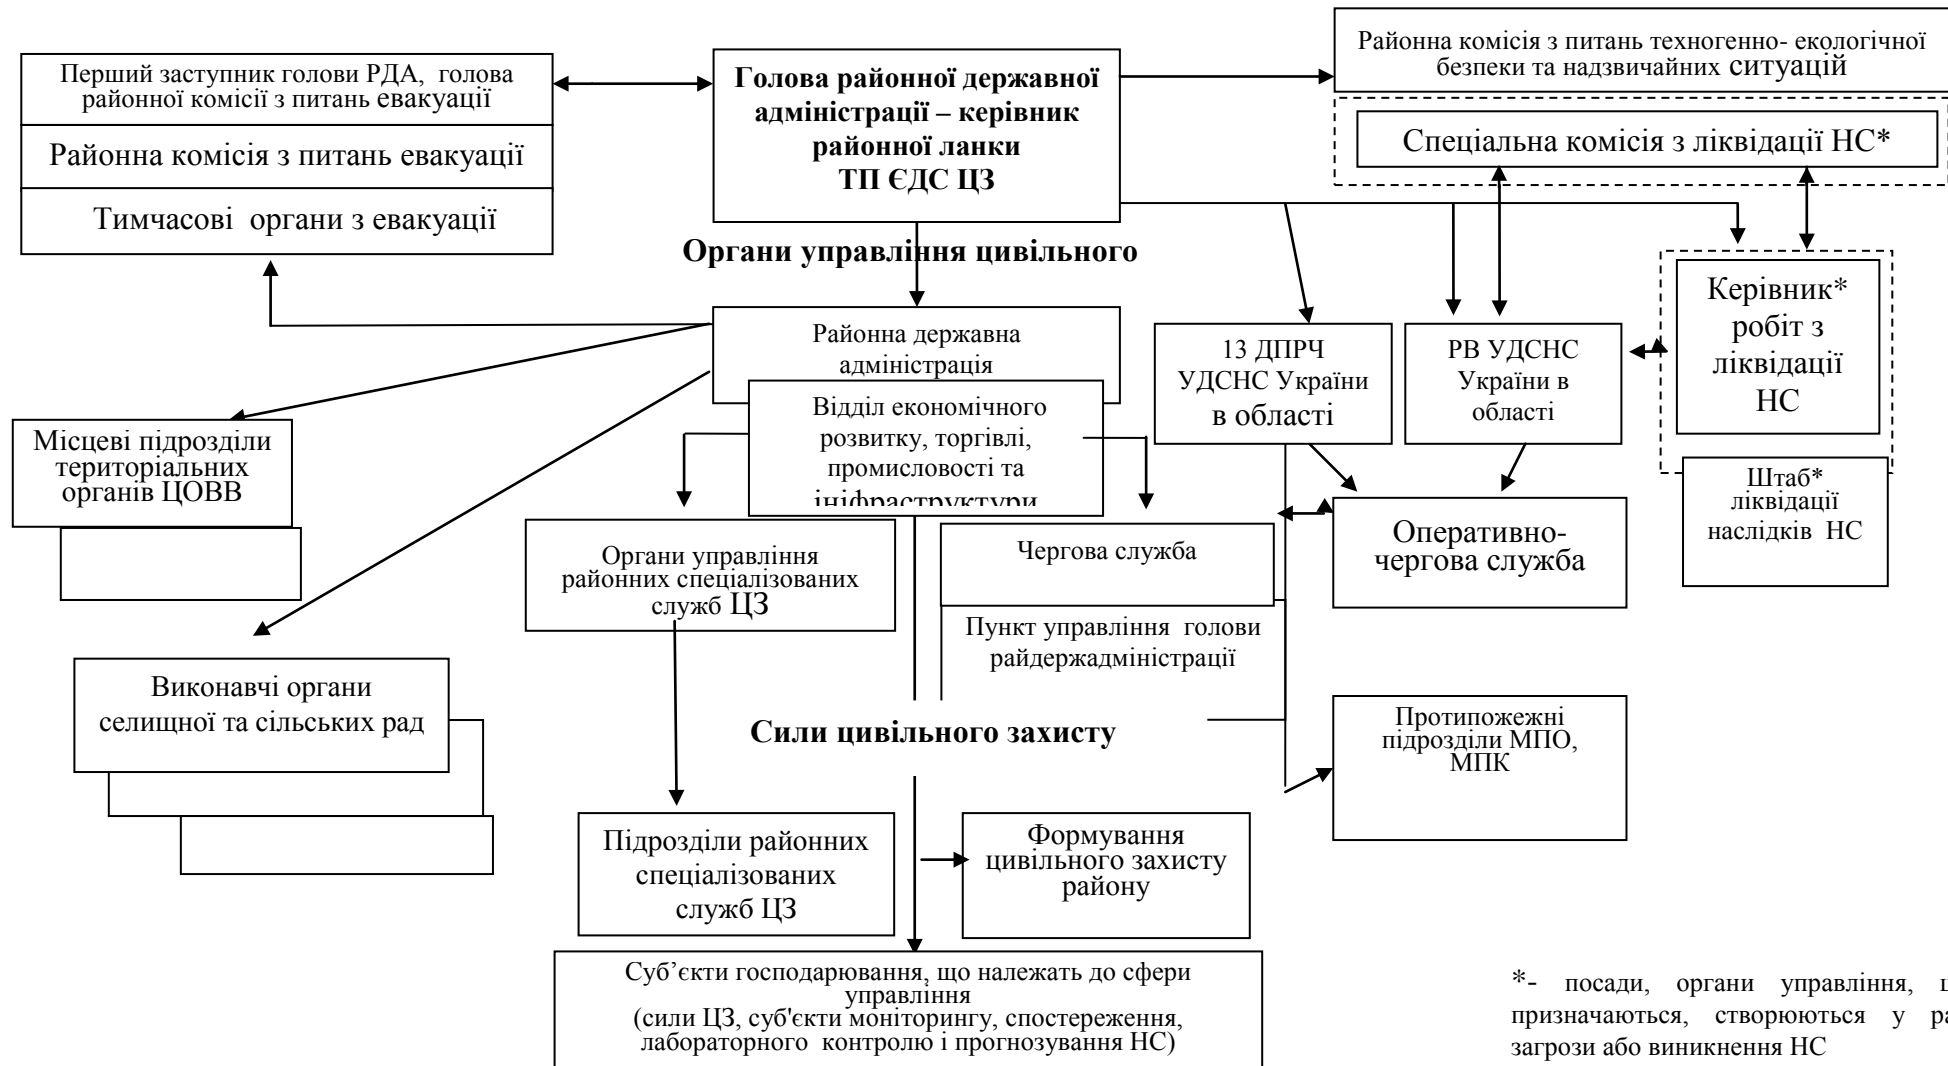 Перший заступник голови РДА, голова
районної комісії з питань евакуації
Районна комісія з питань евакуації
Тимчасові органи з евакуації
Голова районної державної
адміністрації – керівник
районної ланки
ТП ЄДС ЦЗ
Районна комісія з питань техногенно- екологічної
безпеки та надзвичайних ситуацій
Спеціальна комісія з ліквідації НС*
Органи управління цивільного
Районна державна
адміністрація
Відділ економічного
розвитку, торгівлі,
промисловості та
ініфраструктури
13 ДПРЧ
УДСНС України
в області
РВ УДСНС
України в
області
Керівник*
робіт з
ліквідації
НС
Штаб*
ліквідації
наслідків НС
Місцеві підрозділи
територіальних
органів ЦОВВ
Органи управління
районних спеціалізованих
служб ЦЗ
Чергова служба
Оперативно-
чергова служба
Пункт управління голови
райдержадміністрації
Виконавчі органи
селищної та сільських рад
Сили цивільного захисту
Протипожежні
підрозділи МПО,
МПК
Підрозділи районних
спеціалізованих
служб ЦЗ
Формування
цивільного захисту
району
Суб’єкти господарювання, що належать до сфери
управління
(сили ЦЗ, суб'єкти моніторингу, спостереження,
лабораторного контролю і прогнозування НС)
*- посади, органи управління,
призначаються, створюються у
загрози або виникнення НС